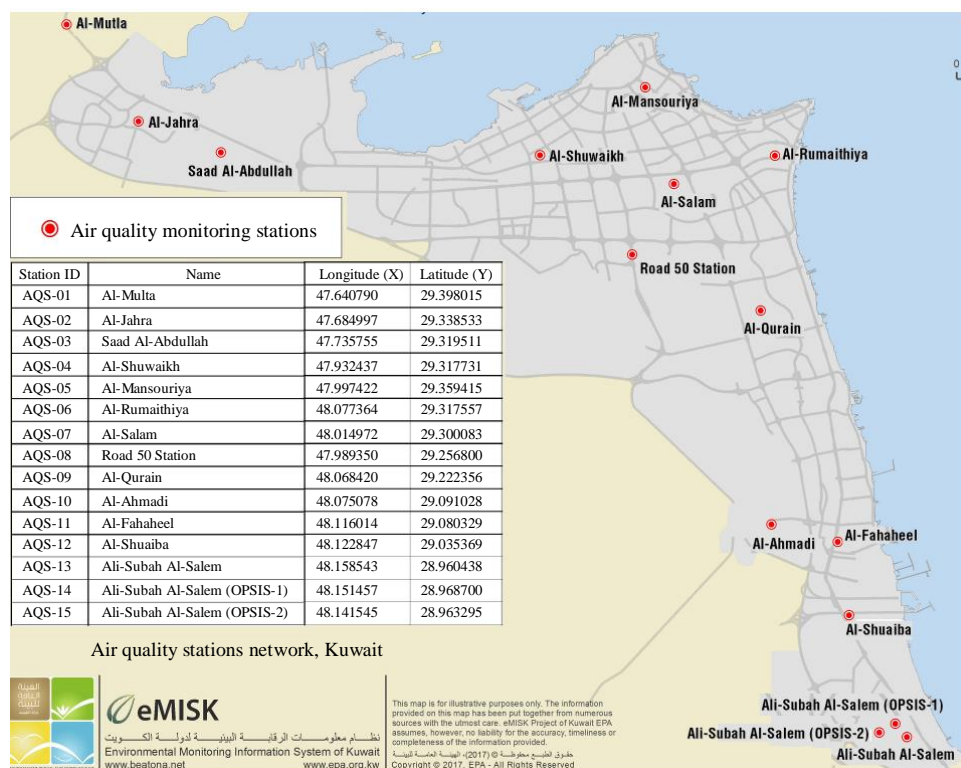 Al-Mutla
Al-Mansouriya
Al-Jahra
Saad Al-Abdullah
Al-Shuwaikh
Al-Rumaithiya
Al-Salam
Air quality monitoring stations
Road 50 Station
Al-Qurain
Station ID Name Longitude (X) Latitude (Y)
AQS-01 Al-Multa 47.640790 29.398015
AQS-02 Al-Jahra 47.684997 29.338533
AQS-03 Saad Al-Abdullah 47.735755 29.319511
AQS-04 Al-Shuwaikh 47.932437 29.317731
AQS-05 Al-Mansouriya 47.997422 29.359415
AQS-06 Al-Rumaithiya 48.077364 29.317557
AQS-07 Al-Salam 48.014972 29.300083
AQS-08 Road 50 Station 47.989350 29.256800
AQS-09 Al-Qurain 48.068420 29.222356
AQS-10 Al-Ahmadi 48.075078 29.091028
AQS-11 Al-Fahaheel 48.116014 29.080329
AQS-12 Al-Shuaiba 48.122847 29.035369
AQS-13 Ali-Subah Al-Salem 48.158543 28.960438
AQS-14 Ali-Subah Al-Salem (OPSIS-1) 48.151457 28.968700
AQS-15 Ali-Subah Al-Salem (OPSIS-2) 48.141545 28.963295
Al-Ahmadi
Al-Fahaheel
Al-Shuaiba
Air quality stations network, Kuwait
Ali-Subah Al-Salem (OPSIS-1)
Ali-Subah Al-Salem (OPSIS-2)
Ali-Subah Al-Salem
eMISK
نظــام معلومــات الرقابــة البيئيــة لدولــة الكــويت
Environmental Monitoring Information System of Kuwait
www.beatona.net www.epa.org.kw
This map is for illustrative purposes only. The information
provided on this map has been put together from numerous
sources with the utmost care. eMISK Project of Kuwait EPA
assumes, however, no liability for the accuracy, timeliness or
completeness of the information provided.
حقــوق الطبــع محفوظــة © (2017)، الهيئــة العامــة للبيئــة
Copyright © 2017, EPA - All Rights Reserved